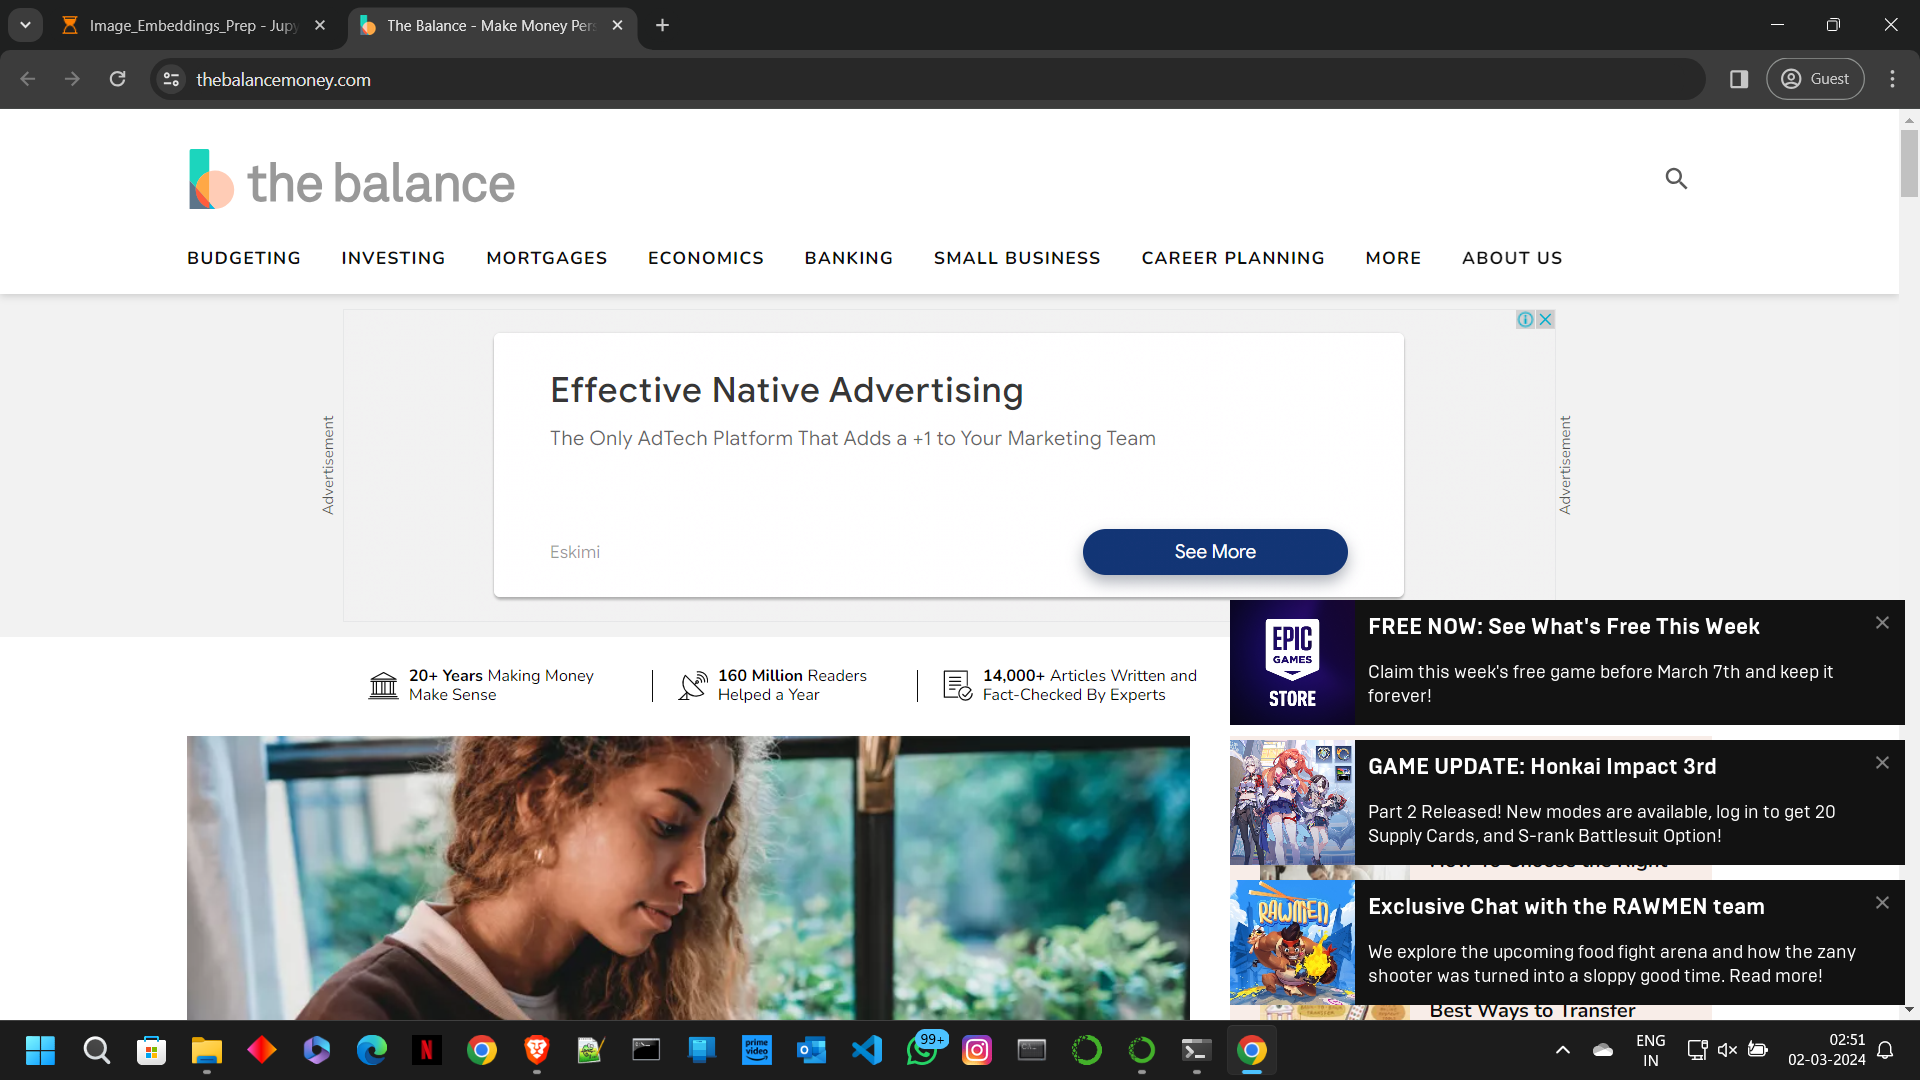 Image_Embeddings_Prep - Jupy
The Balance - Make Money Pers
thebalancemoney.com
Guest
the balance
BUDGETING
INVESTING
MORTGAGES
ECONOMICS
BANKING
SMALL BUSINESS
CAREER PLANNING
MORE
ABOUT US
Advertisement
Effective Native Advertising
The Only AdTech Platform That Adds a +1 to Your Marketing Team
Eskimi
See More
Advertisement
20+ Years Making Money
Make Sense
160 Million Readers
Helped a Year
14,000+ Articles Written and
Fact-Checked By Experts
EPIC
GAMES
STORE
FREE NOW: See What's Free This Week
Claim this week's free game before March 7th and keep it
forever!
GAME UPDATE: Honkai Impact 3rd
Part 2 Released! New modes are available, log in to get 20
Supply Cards, and S-rank Battlesuit Option!
How To Choose the Right
RAWMEN
Exclusive Chat with the RAWMEN team
We explore the upcoming food fight arena and how the zany
shooter was turned into a sloppy good time. Read more!
Best Ways to Transfer
N
prime
video
99+
ENG
IN
02:51
02-03-2024